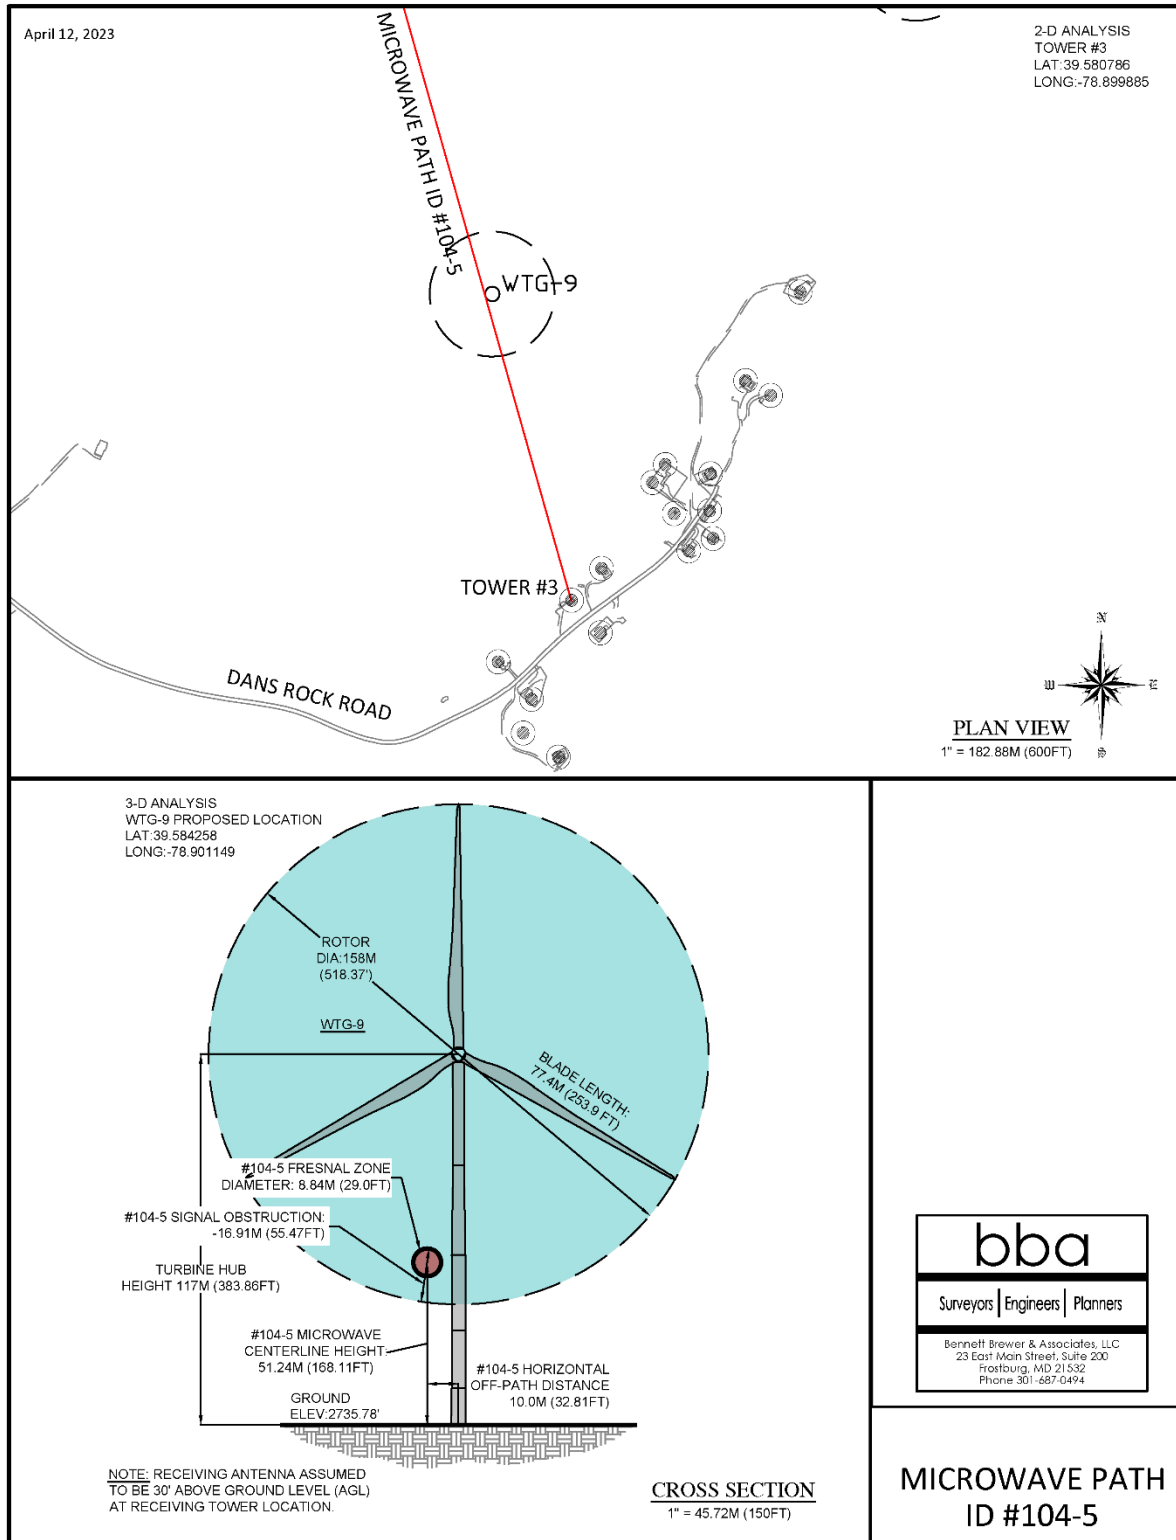 April 12, 2023
2-D ANALYSIS
TOWER #3
LAT:39.580786
LONG:-78.899885
MICROWAVE PATH ID #104-5
WTG-9
TOWER #3
DANS ROCK ROAD
N
W
E
S
PLAN VIEW
1" = 182.88M (600FT)
3-D ANALYSIS
WTG-9 PROPOSED LOCATION
LAT:39.584258
LONG:-78.901149
ROTOR
DIA:158M
(518.37')
WTG-9
BLADE LENGTH:
77.4M (253.9 FT)
#104-5 FRESNAL ZONE
DIAMETER: 8.84M (29.0FT)
#104-5 SIGNAL OBSTRUCTION:
-16.91M (55.47FT)
TURBINE HUB
HEIGHT 117M (383.86FT)
#104-5 MICROWAVE
CENTERLINE HEIGHT:
51.24M (168.11FT)
#104-5 HORIZONTAL
OFF-PATH DISTANCE
10.0M (32.81FT)
GROUND
ELEV:2735.78'
NOTE: RECEIVING ANTENNA ASSUMED
TO BE 30' ABOVE GROUND LEVEL (AGL)
AT RECEIVING TOWER LOCATION.
CROSS SECTION
1" = 45.72M (150FT)
bba
Surveyors | Engineers | Planners
Bennett Brewer & Associates, LLC
23 East Main Street, Suite 200
Frostburg, MD 21532
Phone 301-687-0494
MICROWAVE PATH
ID #104-5